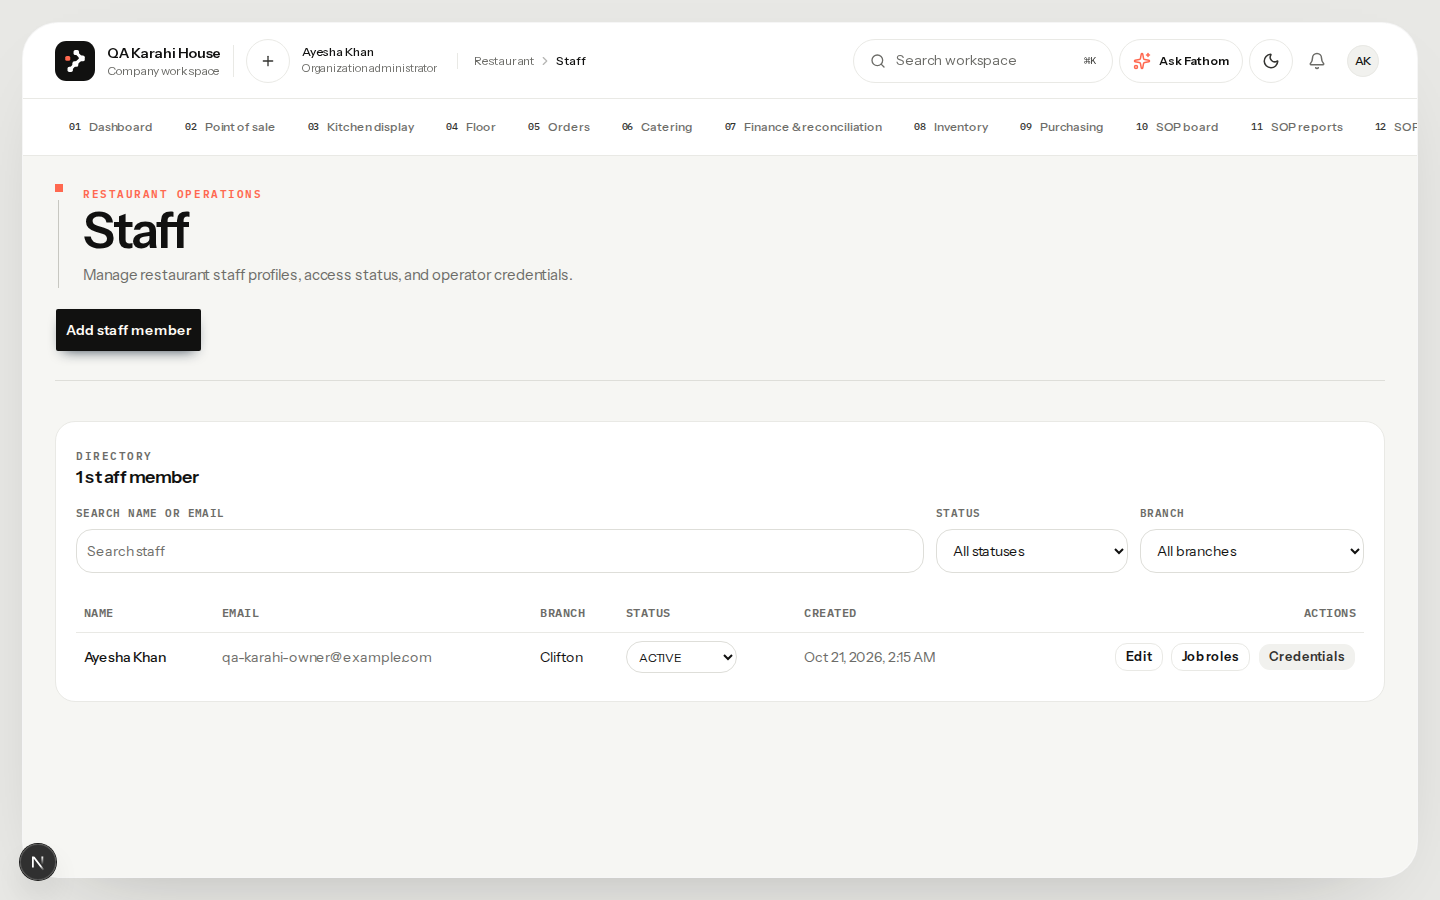 QA Karahi House
Company workspace
Ayesha Khan
Organization administrator
Restaurant > Staff
Search workspace
⌘K
Ask Fathom
AK
01 Dashboard
02 Point of sale
03 Kitchen display
04 Floor
05 Orders
06 Catering
07 Finance & reconciliation
08 Inventory
09 Purchasing
10 SOP board
11 SOP reports
12 SOP
RESTAURANT OPERATIONS
Staff
Manage restaurant staff profiles, access status, and operator credentials.
Add staff member
DIRECTORY
1 staff member
SEARCH NAME OR EMAIL
STATUS
BRANCH
Search staff
All statuses
All branches
NAME EMAIL BRANCH STATUS CREATED ACTIONS
Ayesha Khan qa-karahi-owner@example.com Clifton ACTIVE Oct 21, 2026, 2:15 AM Edit Job roles Credentials
N